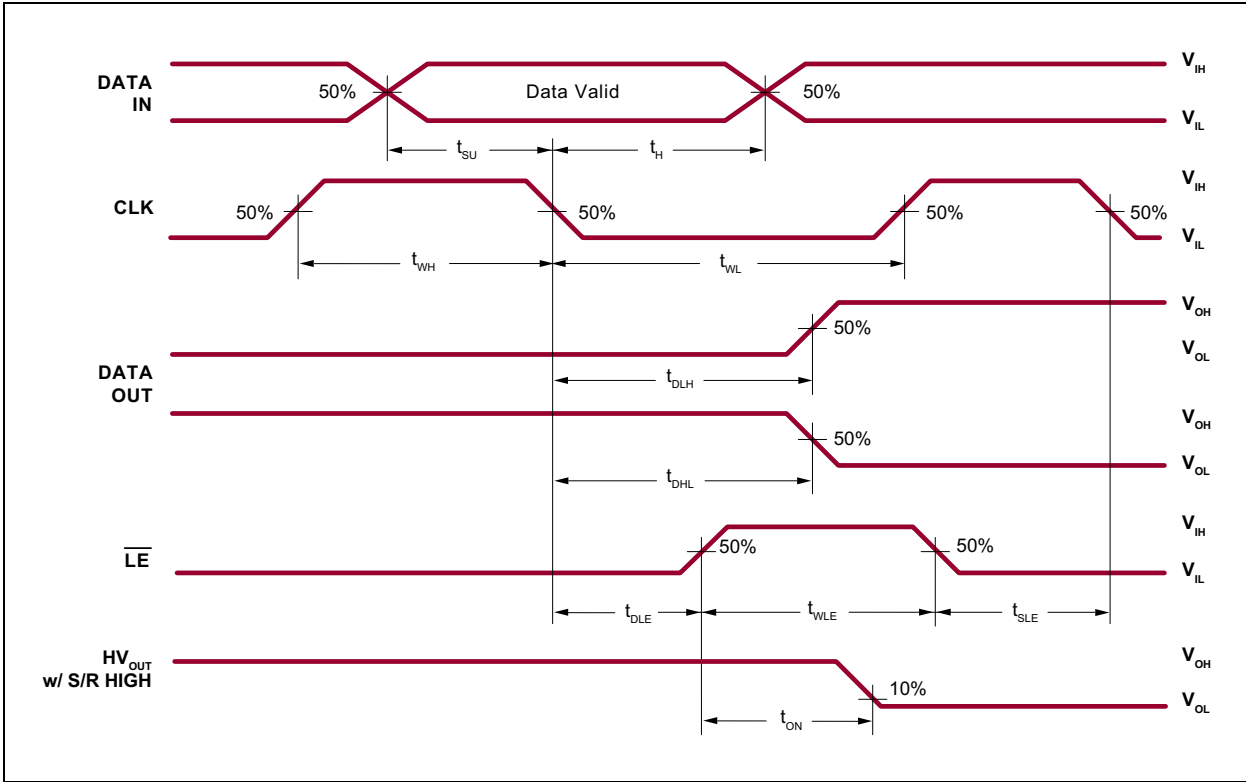 DATA IN
50%
Data Valid
50%
V_IH
V_IL
t_SU
t_H
CLK
50%
50%
50%
50%
V_IH
V_IL
t_WH
t_WL
DATA OUT
50%
V_OH
V_OL
t_DLH
50%
V_OH
V_OL
t_DHL
LE
50%
50%
V_IH
V_IL
t_DLE
t_WLE
t_SLE
HV_OUT
w/ S/R HIGH
10%
V_OH
V_OL
t_ON